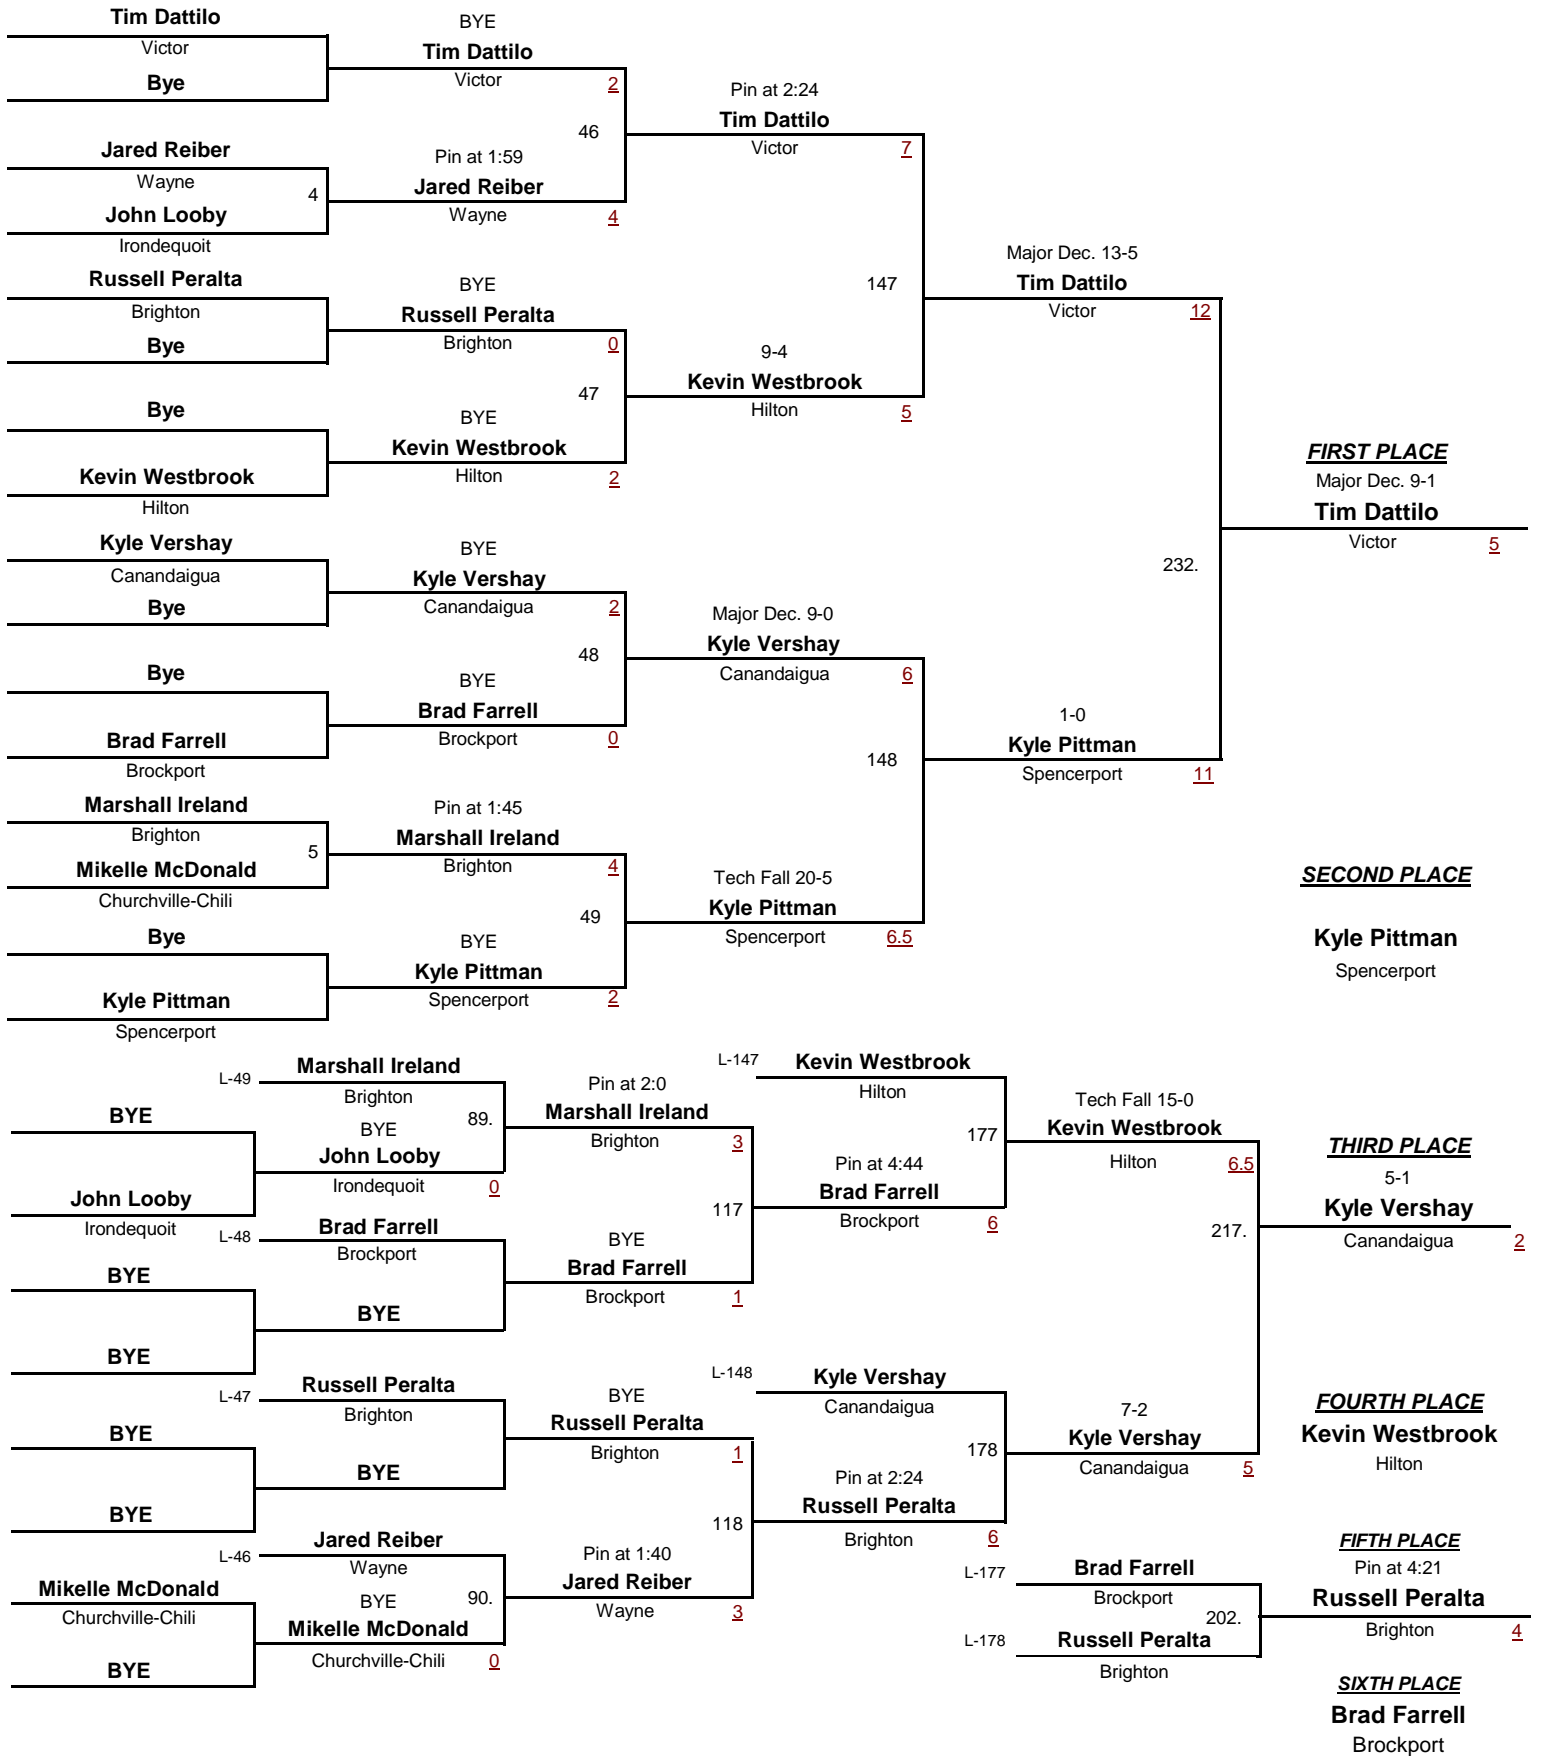 Tim Dattilo
BYE
Victor
Tim Dattilo
Bye
Victor
2
Pin at 2:24
46
Tim Dattilo
Jared Reiber
Pin at 1:59
Victor
7
Wayne
4
Jared Reiber
John Looby
Wayne
4
Irondequoit
Major Dec. 13-5
Russell Peralta
BYE
147
Tim Dattilo
Brighton
Russell Peralta
Victor
12
Bye
Brighton
0
9-4
47
Kevin Westbrook
Bye
BYE
Hilton
5
Kevin Westbrook
FIRST PLACE
Kevin Westbrook
Hilton
2
Major Dec. 9-1
Hilton
Tim Dattilo
Kyle Vershay
BYE
Victor
5
Canandaigua
Kyle Vershay
232.
Bye
Canandaigua
2
Major Dec. 9-0
48
Kyle Vershay
Bye
BYE
Canandaigua
6
Brad Farrell
1-0
Brad Farrell
Brockport
0
Kyle Pittman
Brockport
148
Spencerport
11
Marshall Ireland
Pin at 1:45
Brighton
5
Marshall Ireland
Mikelle McDonald
Brighton
4
Tech Fall 20-5
SECOND PLACE
Churchville-Chili
49
Kyle Pittman
Bye
BYE
Spencerport
6.5
Kyle Pittman
Kyle Pittman
Spencerport
Kyle Pittman
Spencerport
2
Spencerport
L-49
Marshall Ireland
L-147
Kevin Westbrook
Brighton
Pin at 2:0
Hilton
Tech Fall 15-0
BYE
89.
Marshall Ireland
177
Kevin Westbrook
BYE
Brighton
3
Hilton
6.5
THIRD PLACE
John Looby
Pin at 4:44
5-1
Irondequoit
0
Brad Farrell
Kyle Vershay
John Looby
117
Brockport
6
217.
Canandaigua
2
Irondequoit
L-48
Brad Farrell
BYE
Brockport
Brad Farrell
BYE
Brockport
1
BYE
BYE
L-148
Kyle Vershay
L-47
Russell Peralta
BYE
Canandaigua
7-2
FOURTH PLACE
Brighton
Russell Peralta
178
Kyle Vershay
Kevin Westbrook
BYE
Brighton
1
Canandaigua
5
Hilton
BYE
Pin at 2:24
BYE
118
Russell Peralta
L-46
Jared Reiber
Pin at 1:40
Brighton
6
FIFTH PLACE
Wayne
Jared Reiber
L-177
Brad Farrell
Pin at 4:21
Mikelle McDonald
BYE
90.
Wayne
3
Brockport
202.
Russell Peralta
Churchville-Chili
Mikelle McDonald
L-178
Russell Peralta
Brighton
4
BYE
Churchville-Chili
0
Brighton
SIXTH PLACE
Brad Farrell
Brockport